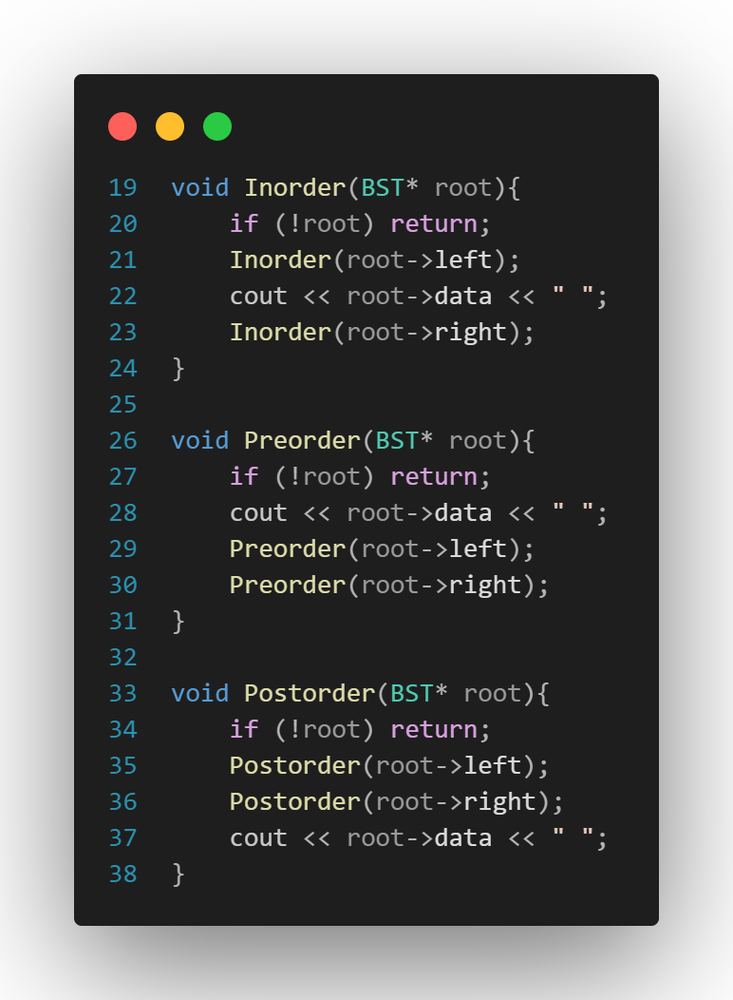 19 void Inorder(BST* root){
20     if (!root) return;
21     Inorder(root->left);
22     cout << root->data << " ";
23     Inorder(root->right);
24 }
25
26 void Preorder(BST* root){
27     if (!root) return;
28     cout << root->data << " ";
29     Preorder(root->left);
30     Preorder(root->right);
31 }
32
33 void Postorder(BST* root){
34     if (!root) return;
35     Postorder(root->left);
36     Postorder(root->right);
37     cout << root->data << " ";
38 }